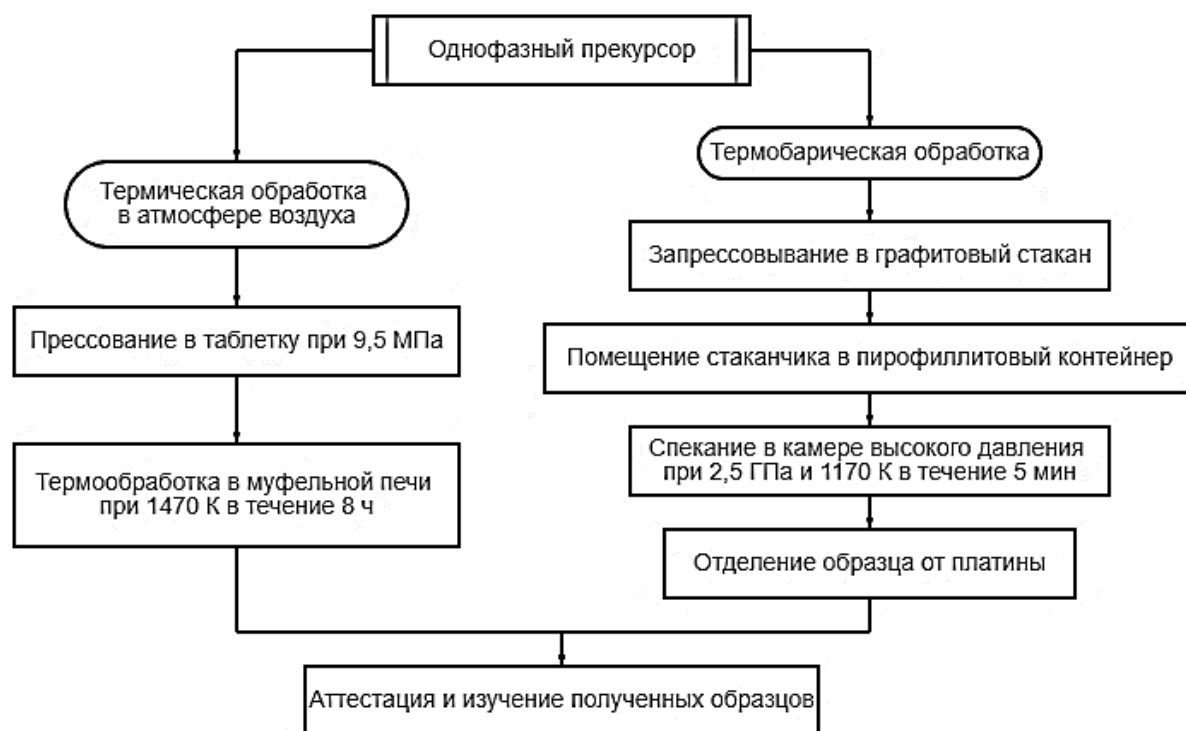 Однофазный прекурсор
Термическая обработка
в атмосфере воздуха
Прессование в таблетку при 9,5 МПа
Термообработка в муфельной печи
при 1470 К в течение 8 ч
Термобарическая обработка
Запрессовывание в графитовый стакан
Помещение стаканчика в пирофиллитовый контейнер
Спекание в камере высокого давления
при 2,5 ГПа и 1170 К в течение 5 мин
Отделение образца от платины
Аттестация и изучение полученных образцов